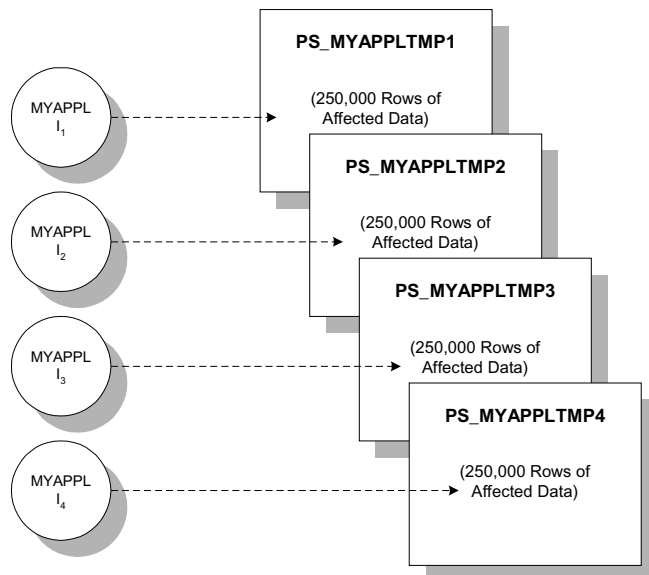 PS_MYAPPLTMP1
(250,000 Rows of
Affected Data)
MYAPPL
I1
PS_MYAPPLTMP2
(250,000 Rows of
Affected Data)
MYAPPL
I2
PS_MYAPPLTMP3
(250,000 Rows of
Affected Data)
MYAPPL
I3
PS_MYAPPLTMP4
(250,000 Rows of
Affected Data)
MYAPPL
I4